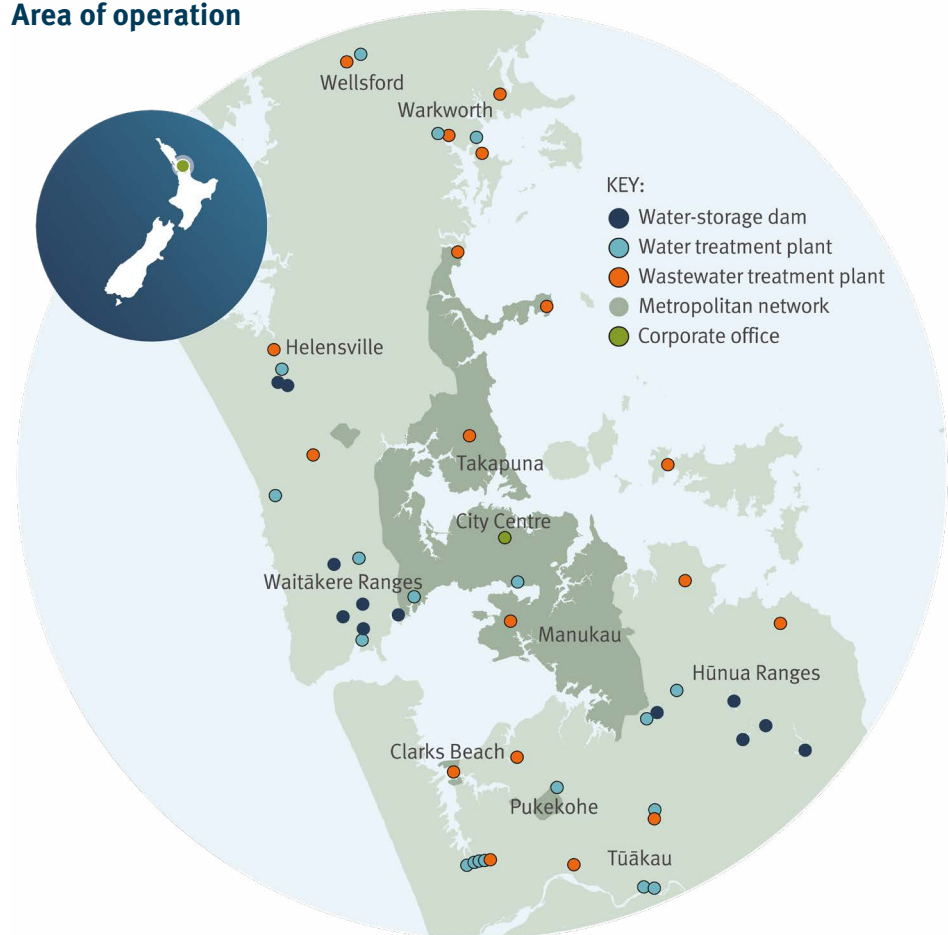 Area of operation
Wellsford
Warkworth
KEY:
Water-storage dam
Water treatment plant
Wastewater treatment plant
Metropolitan network
Corporate office
Helensville
Takapuna
City Centre
Waitākere Ranges
Manukau
Hūnua Ranges
Clarks Beach
Pukekohe
Tūākau